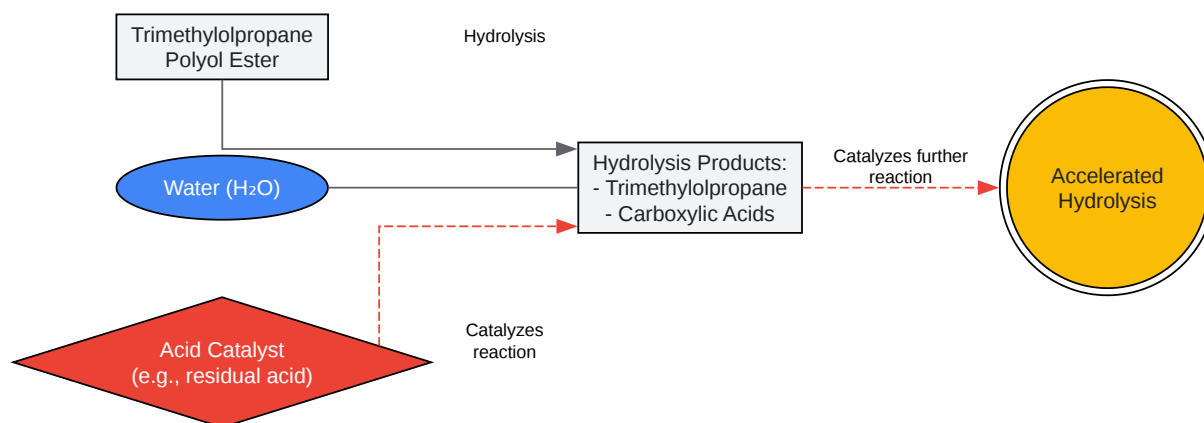 Trimethylolpropane
Polyol Ester
Hydrolysis
Water (H₂O)
Hydrolysis Products:
- Trimethylolpropane
- Carboxylic Acids
Catalyzes further
reaction
Accelerated
Hydrolysis
Acid Catalyst
(e.g., residual acid)
Catalyzes
reaction